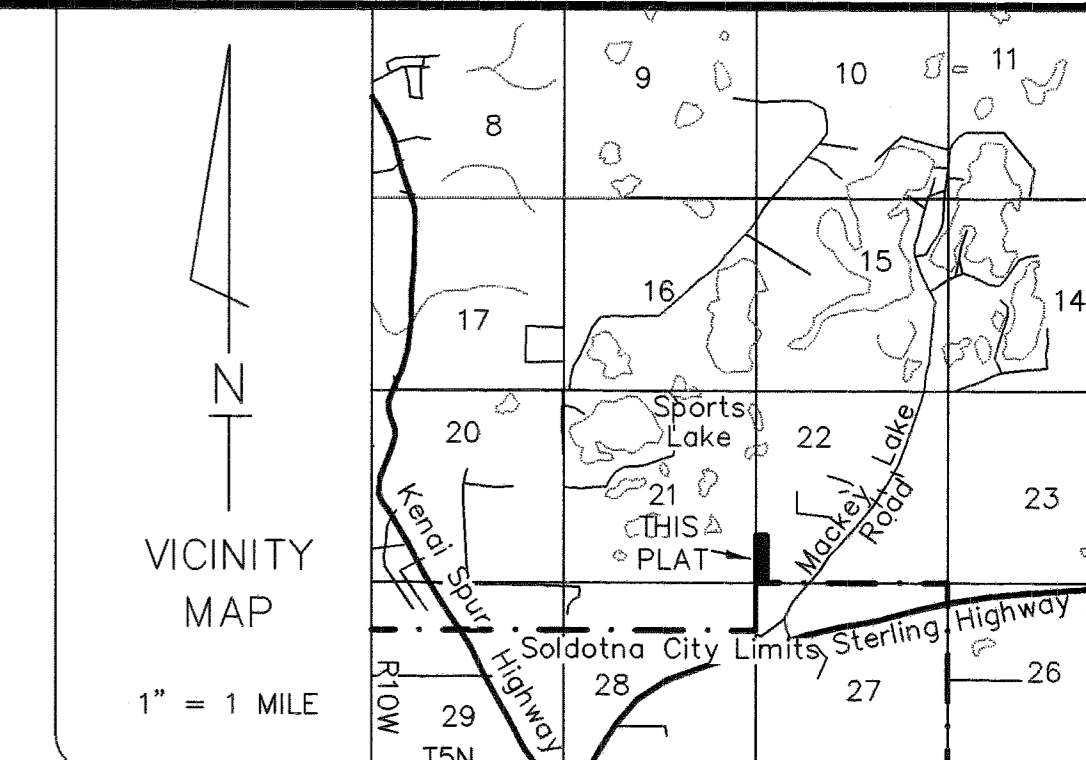 N
VICINITY
MAP
1" = 1 MILE
8
9
10
11
17
16
15
14
20
Sports
Lake
21
22
23
THIS
PLAT
Mackey Lake
Road
Kenai Spur Highway
Soldotna City Limits
Sterling Highway
R10W
29
28
27
26
T5N